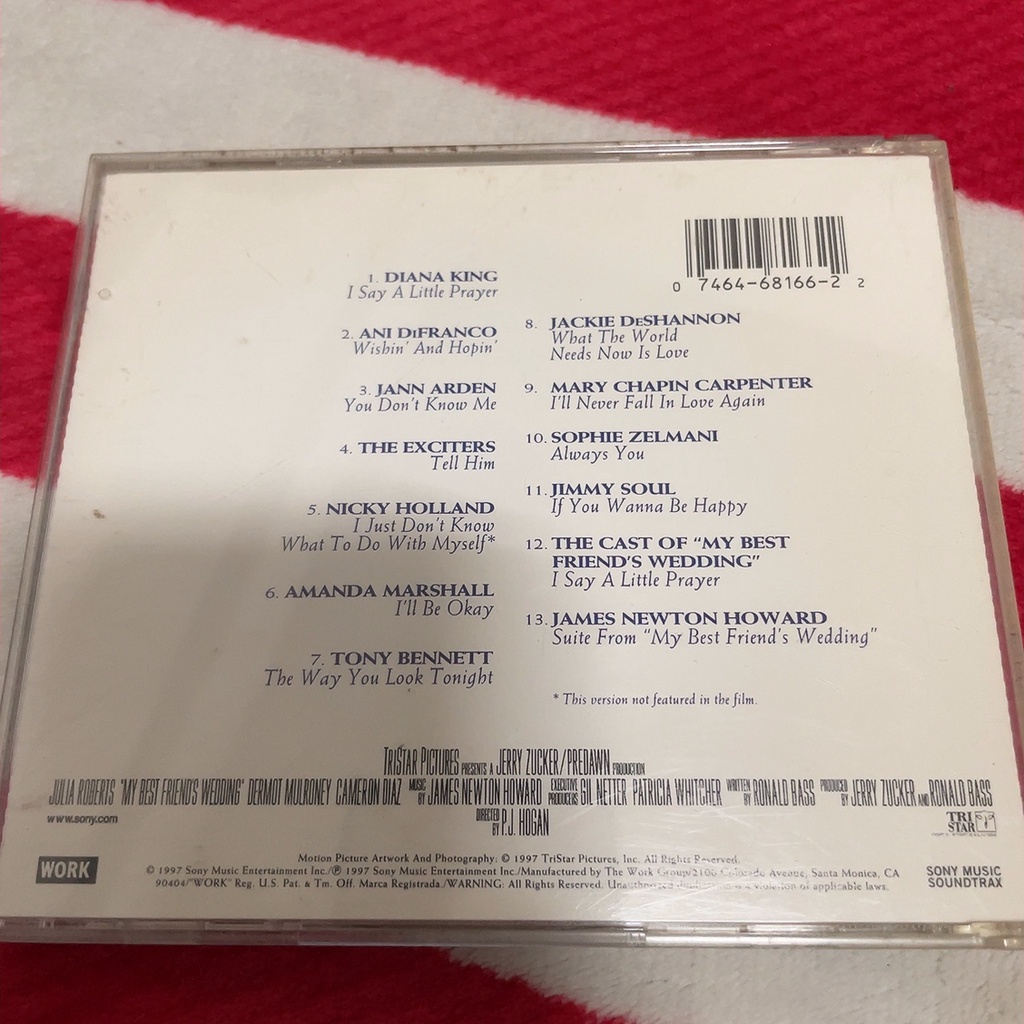 0 7464-68166-2 2
1. DIANA KING
I Say A Little Prayer
2. ANI DiFRANCO
Wishin' And Hopin'
3. JANN ARDEN
You Don't Know Me
4. THE EXCITERS
Tell Him
5. NICKY HOLLAND
I Just Don't Know
What To Do With Myself*
6. AMANDA MARSHALL
I'll Be Okay
7. TONY BENNETT
The Way You Look Tonight
8. JACKIE DeSHANNON
What The World
Needs Now Is Love
9. MARY CHAPIN CARPENTER
I'll Never Fall In Love Again
10. SOPHIE ZELMANI
Always You
11. JIMMY SOUL
If You Wanna Be Happy
12. THE CAST OF "MY BEST
FRIEND'S WEDDING"
I Say A Little Prayer
13. JAMES NEWTON HOWARD
Suite From "My Best Friend's Wedding"
* This version not featured in the film.
TRISTAR PICTURES PRESENTS A JERRY ZUCKER/PREDAWN PRODUCTION
JULIA ROBERTS "MY BEST FRIEND'S WEDDING" DERMOT MULRONEY CAMERON DIAZ MUSIC BY JAMES NEWTON HOWARD EXECUTIVE PRODUCERS GIL NETTER PATRICIA WHITCHER WRITTEN BY RONALD BASS PRODUCED BY JERRY ZUCKER AND RONALD BASS
DIRECTED BY P.J. HOGAN
www.sony.com
TRI
STAR
WORK
Motion Picture Artwork And Photography: © 1997 TriStar Pictures, Inc. All Rights Reserved.
© 1997 Sony Music Entertainment Inc./℗ 1997 Sony Music Entertainment Inc./Manufactured by The Work Group/2100 Colorado Avenue, Santa Monica, CA
90404/"WORK" Reg. U.S. Pat. & Tm. Off. Marca Registrada./WARNING: All Rights Reserved. Unauthorized is a violation of applicable laws.
SONY MUSIC
SOUNDTRAX